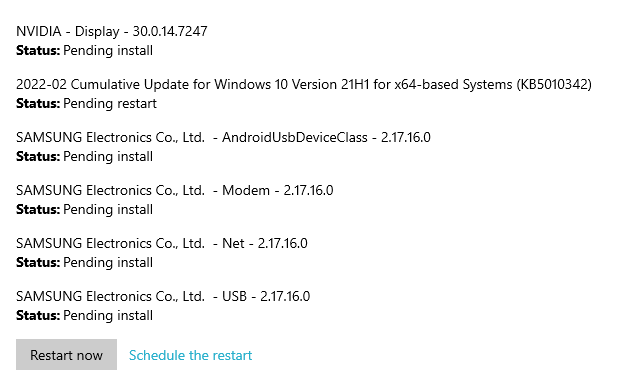 NVIDIA - Display - 30.0.14.7247
Status: Pending install
2022-02 Cumulative Update for Windows 10 Version 21H1 for x64-based Systems (KB5010342)
Status: Pending restart
SAMSUNG Electronics Co., Ltd.  - AndroidUsbDeviceClass - 2.17.16.0
Status: Pending install
SAMSUNG Electronics Co., Ltd.  - Modem - 2.17.16.0
Status: Pending install
SAMSUNG Electronics Co., Ltd.  - Net - 2.17.16.0
Status: Pending install
SAMSUNG Electronics Co., Ltd.  - USB - 2.17.16.0
Status: Pending install
Restart now Schedule the restart